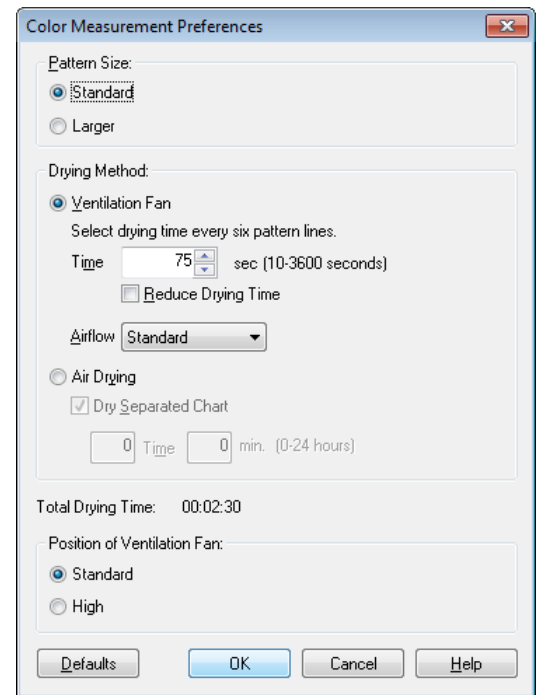 Color Measurement Preferences
Pattern Size:
Standard
Larger
Drying Method:
Ventilation Fan
Select drying time every six pattern lines.
Time 75 sec (10-3600 seconds)
Reduce Drying Time
Airflow Standard
Air Drying
Dry Separated Chart
0 Time 0 min. (0-24 hours)
Total Drying Time: 00:02:30
Position of Ventilation Fan:
Standard
High
Defaults OK Cancel Help